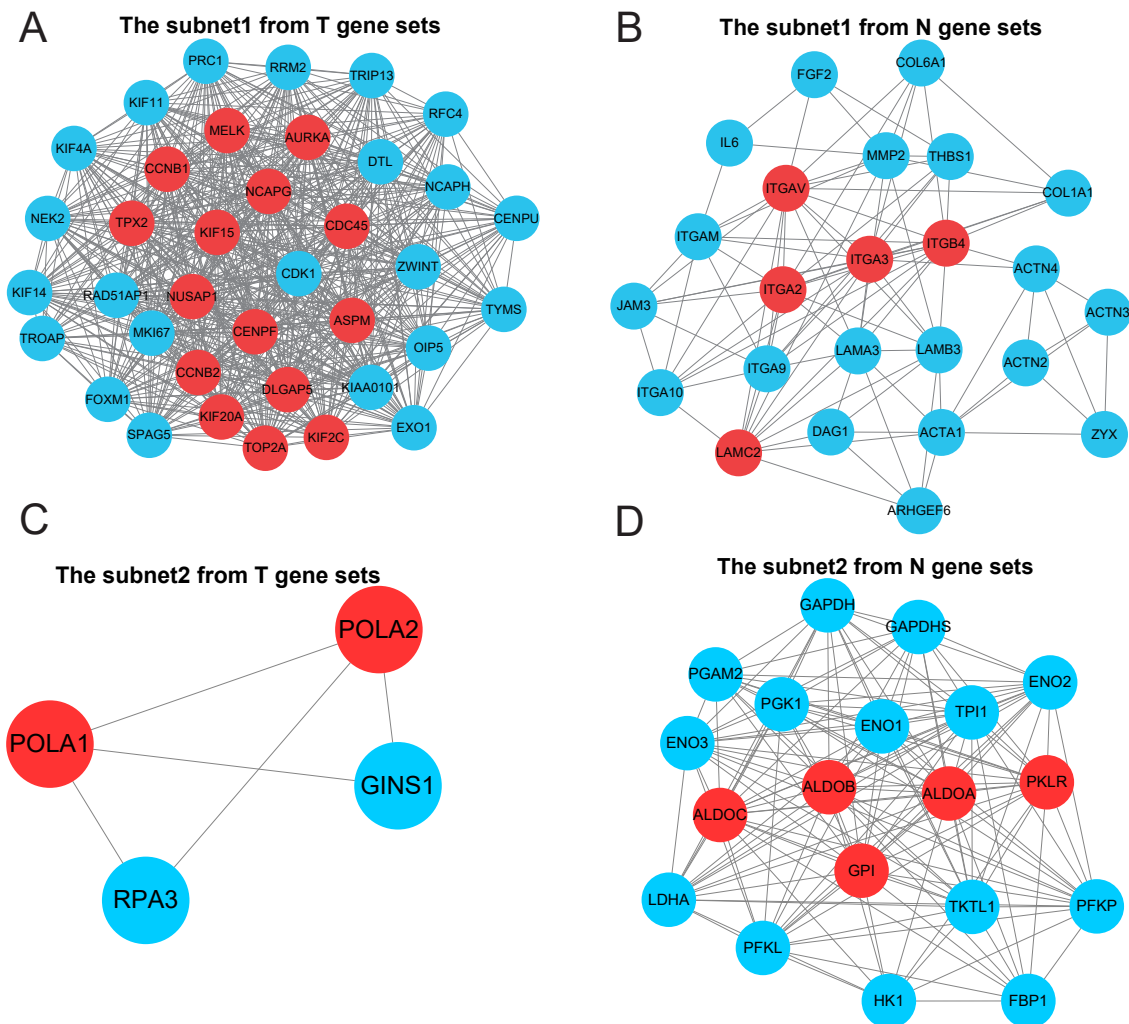 A
The subnet1 from T gene sets
PRC1
RRM2
TRIP13
KIF11
RFC4
MELK
AURKA
KIF4A
DTL
CCNB1
NCAPG
NCAPH
NEK2
TPX2
KIF15
CDC45
CENPU
CDK1
ZWINT
KIF14
RAD51AP1
NUSAP1
TYMS
TROAP
MKI67
CENPF
ASPM
OIP5
CCNB2
DLGAP5
KIAA0101
FOXM1
KIF20A
SPAG5
TOP2A
KIF2C
EXO1
B
The subnet1 from N gene sets
COL6A1
FGF2
IL6
MMP2
THBS1
ITGAV
COL1A1
ITGAM
ITGB4
ITGA3
ACTN4
ITGA2
JAM3
ACTN3
LAMA3
LAMB3
ACTN2
ITGA9
ITGA10
DAG1
ACTA1
ZYX
LAMC2
ARHGEF6
C
The subnet2 from T gene sets
POLA2
POLA1
GINS1
RPA3
D
The subnet2 from N gene sets
GAPDH
GAPDHS
PGAM2
ENO2
PGK1
TPI1
ENO1
ENO3
PKLR
ALDOB
ALDOA
ALDOC
GPI
LDHA
TKTL1
PFKP
PFKL
HK1
FBP1